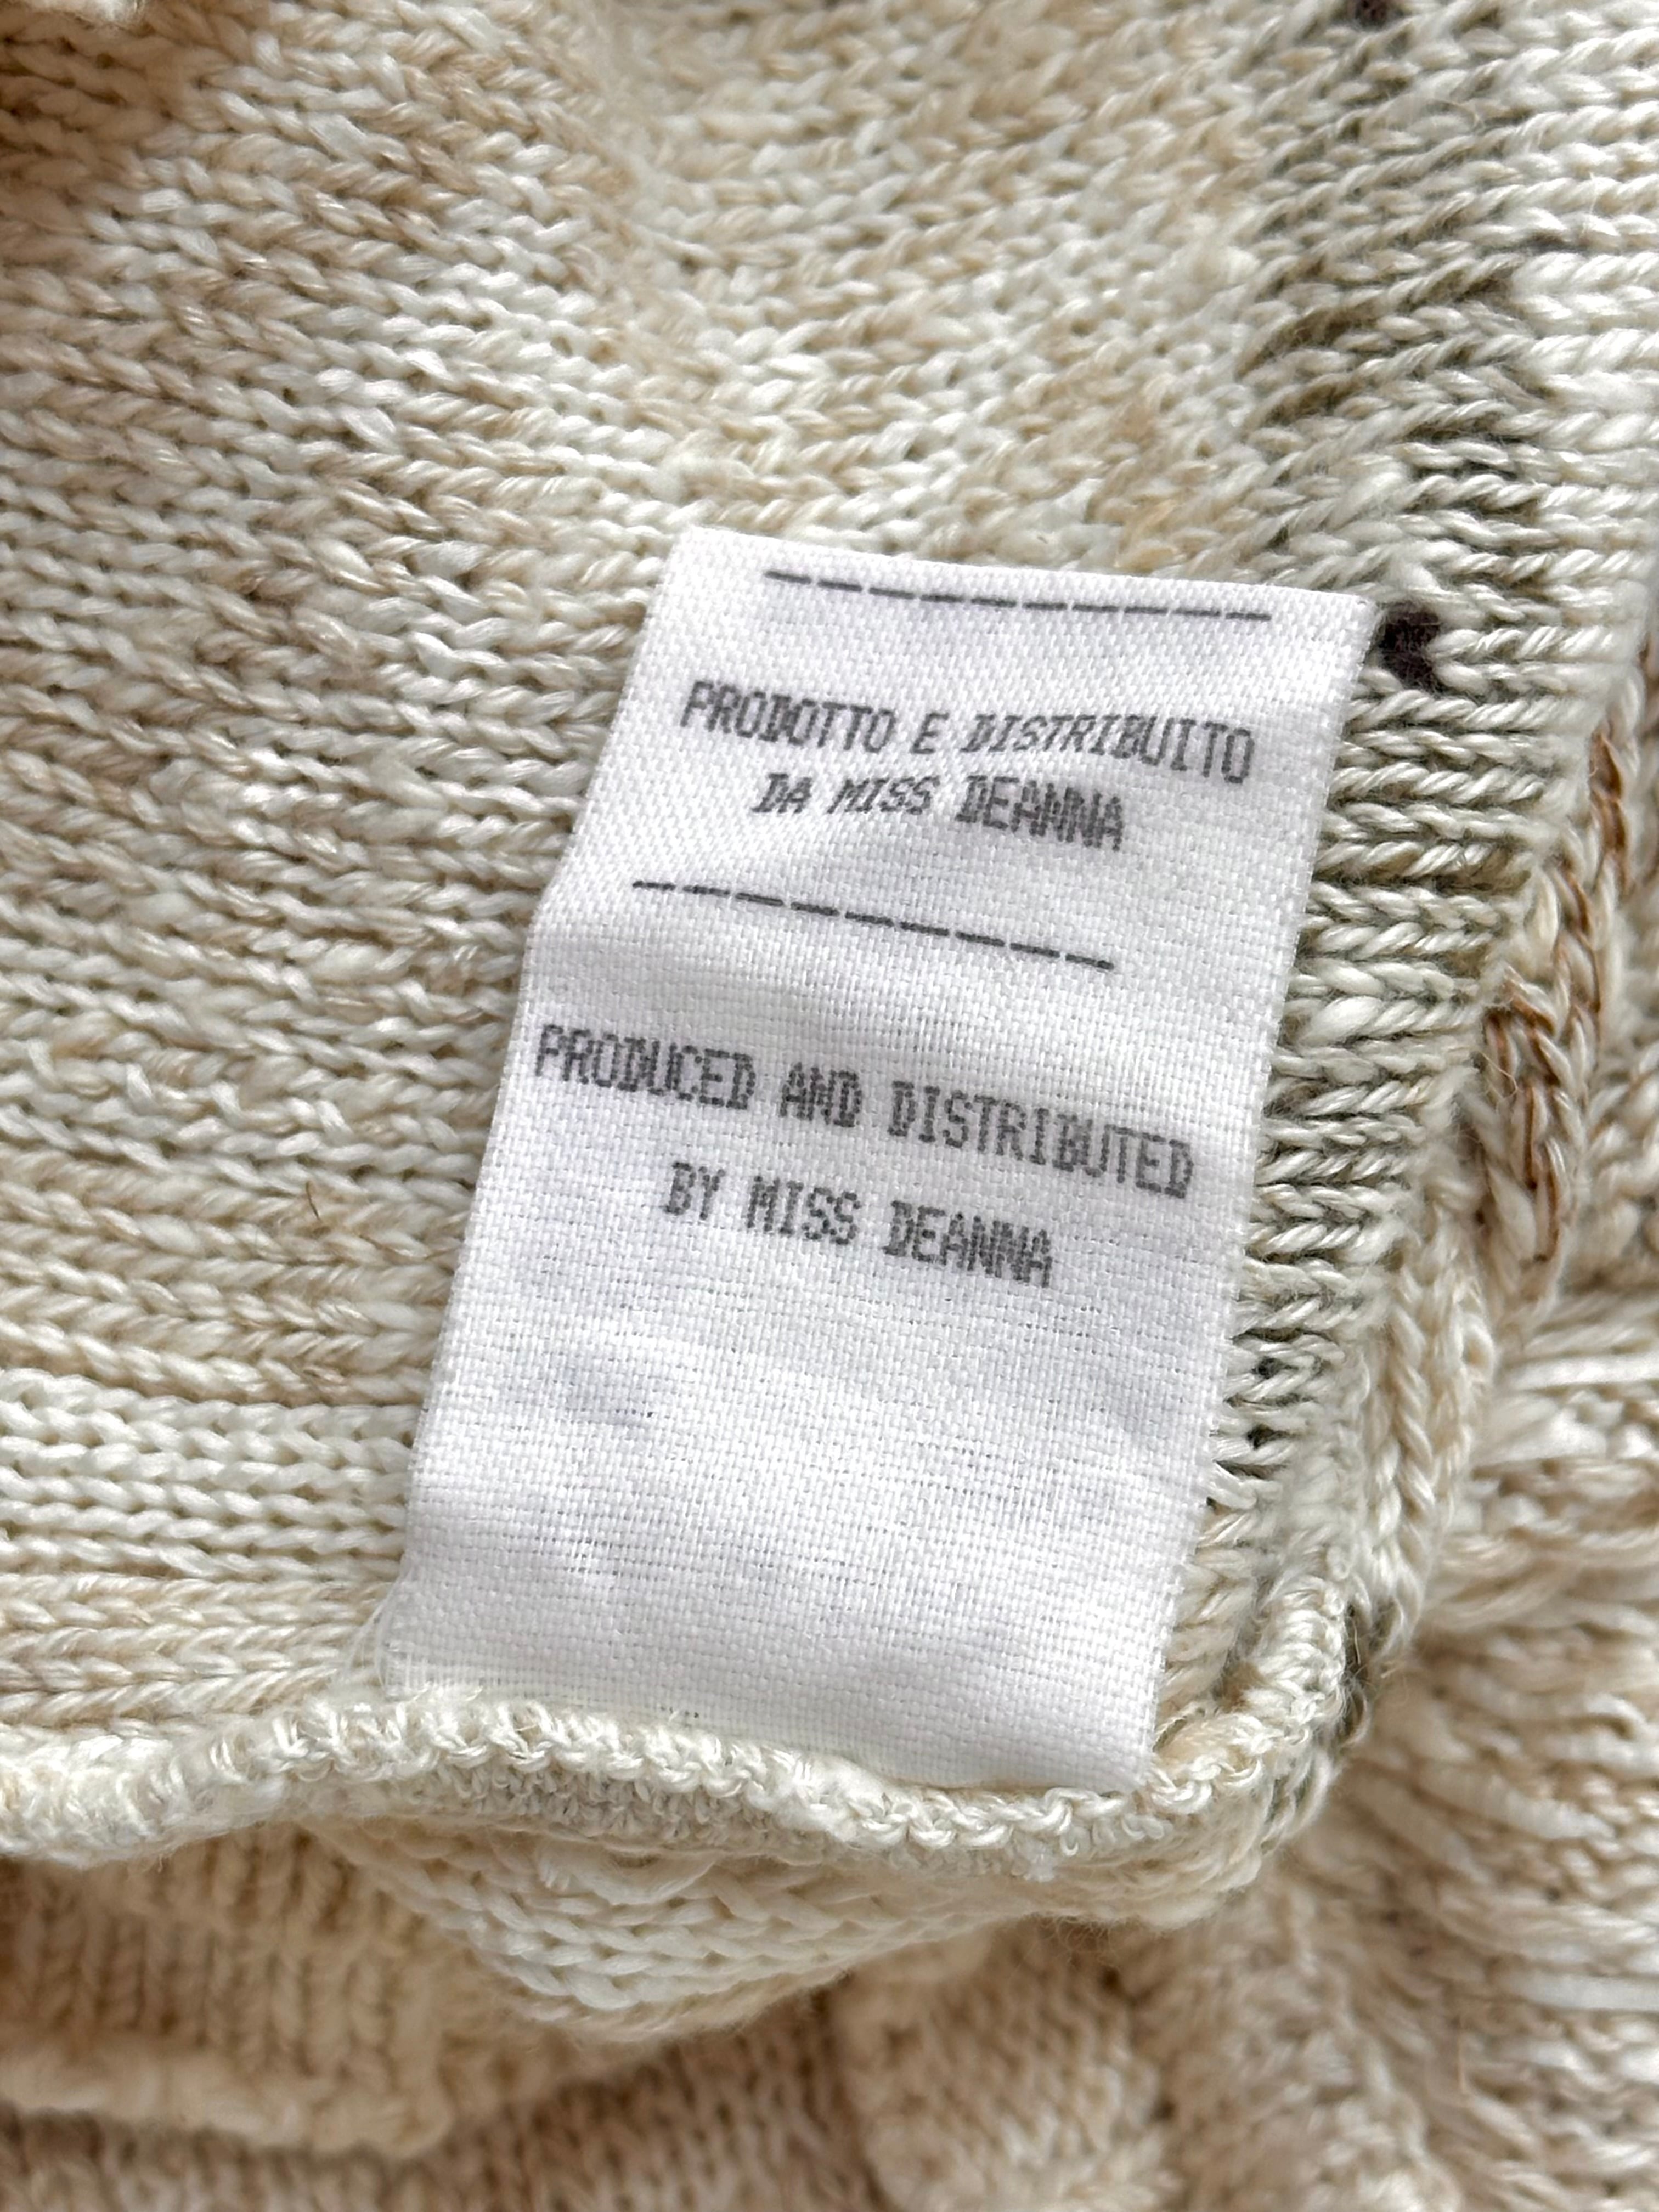 PRODOTTO E DISTRIBUITO
DA MISS DEANNA
PRODUCED AND DISTRIBUTED
BY MISS DEANNA